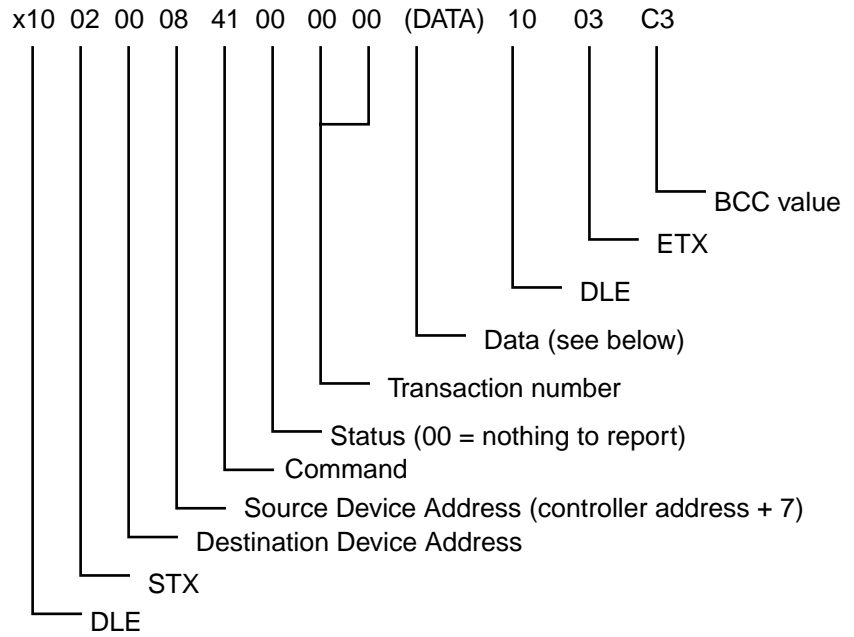 x10 02 00 08 41 00 00 00 (DATA) 10 03 C3
BCC value
ETX
DLE
Data (see below)
Transaction number
Status (00 = nothing to report)
Command
Source Device Address (controller address + 7)
Destination Device Address
STX
DLE